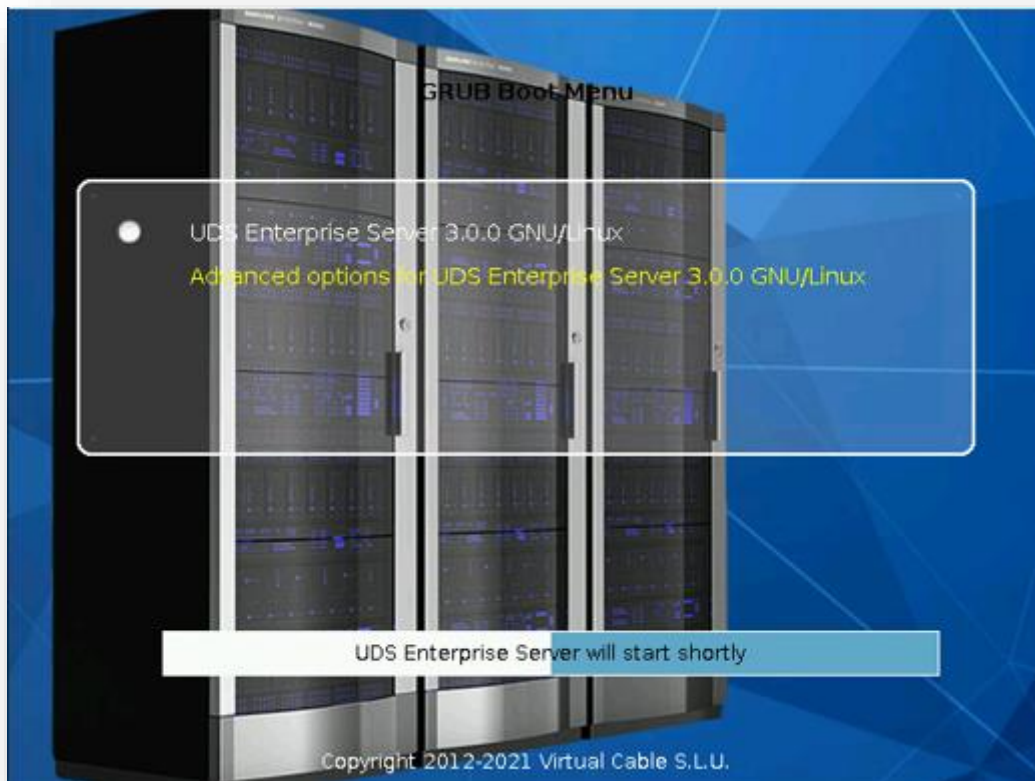 GRUB Boot Menu
UDS Enterprise Server 3.0.0 GNU/Linux
Advanced options for UDS Enterprise Server 3.0.0 GNU/Linux
UDS Enterprise Server will start shortly
Copyright 2012-2021 Virtual Cable S.L.U.